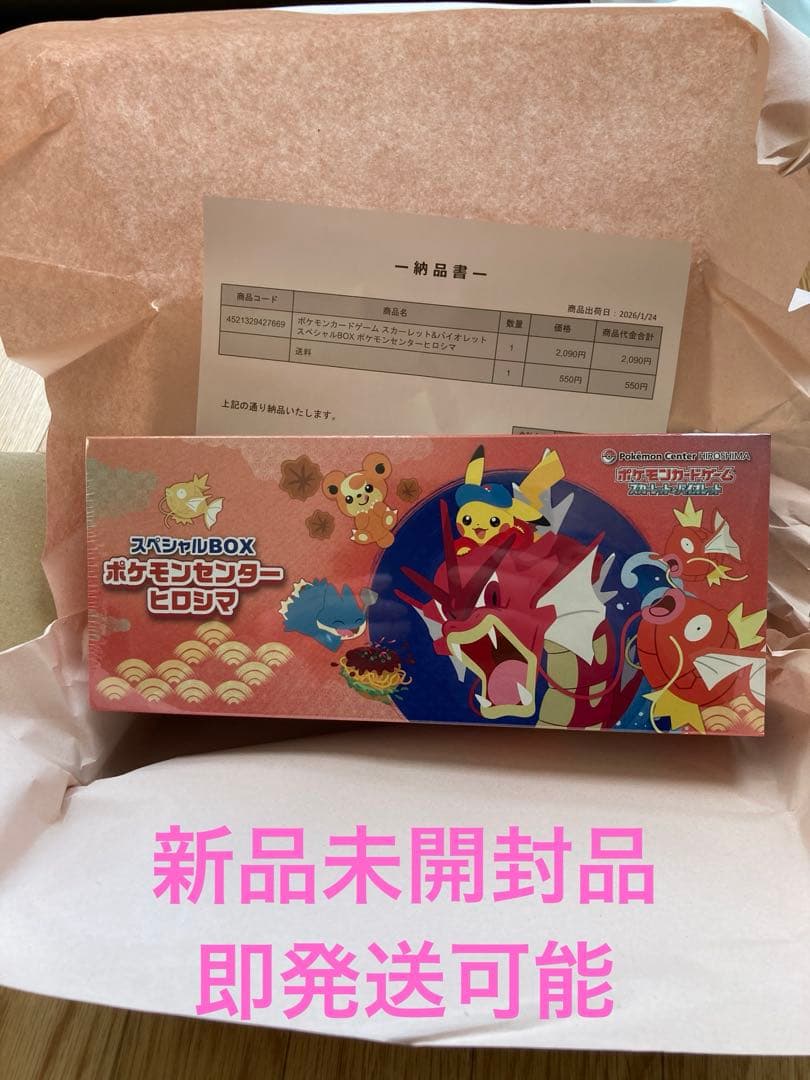 ー納品書ー
商品出荷日：2026/1/24
商品コード 商品名 数量 価格 商品代金合計
4521329427669 ポケモンカードゲーム スカーレット&バイオレット
スペシャルBOX ポケモンセンターヒロシマ 1 2,090円 2,090円
送料 1 550円 550円
上記の通り納品いたします。
Pokémon Center HIROSHIMA
ポケモンカードゲーム
スカーレット&バイオレット
スペシャルBOX
ポケモンセンター
ヒロシマ
新品未開封品
即発送可能